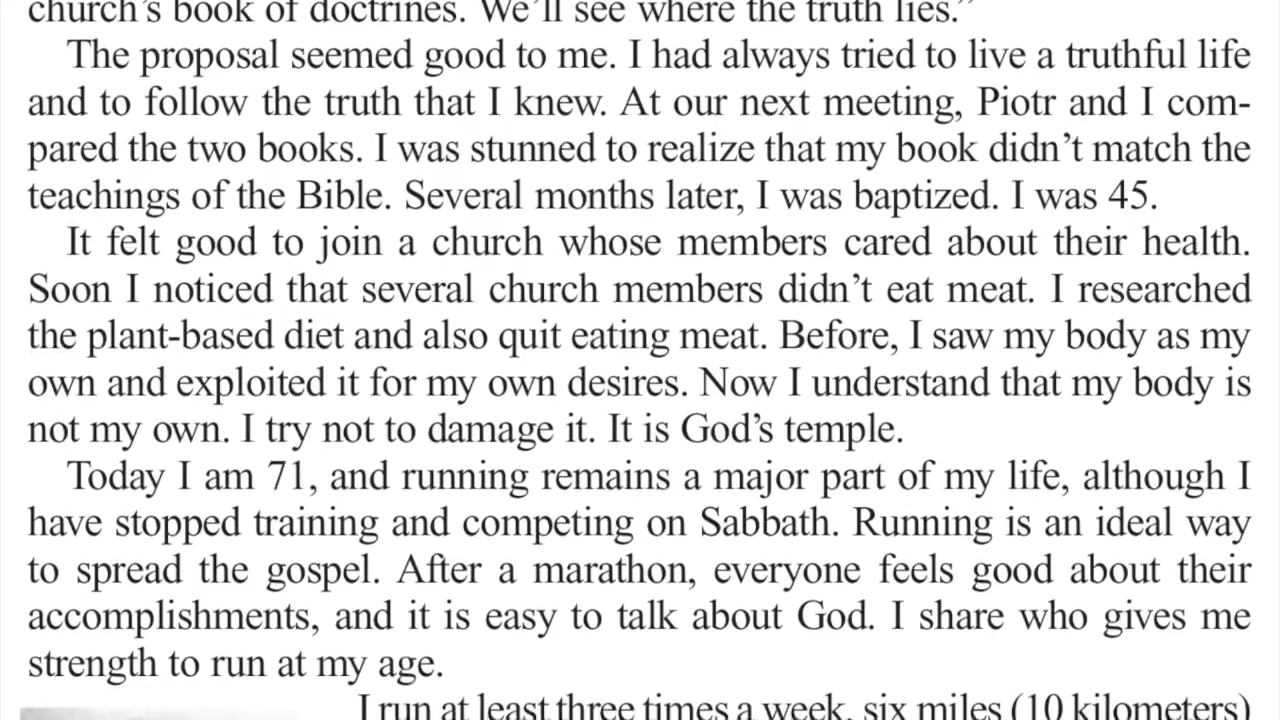 church’s book of doctrines. We’ll see where the truth lies.”
The proposal seemed good to me. I had always tried to live a truthful life
and to follow the truth that I knew. At our next meeting, Piotr and I com-
pared the two books. I was stunned to realize that my book didn’t match the
teachings of the Bible. Several months later, I was baptized. I was 45.
It felt good to join a church whose members cared about their health.
Soon I noticed that several church members didn’t eat meat. I researched
the plant-based diet and also quit eating meat. Before, I saw my body as my
own and exploited it for my own desires. Now I understand that my body is
not my own. I try not to damage it. It is God’s temple.
Today I am 71, and running remains a major part of my life, although I
have stopped training and competing on Sabbath. Running is an ideal way
to spread the gospel. After a marathon, everyone feels good about their
accomplishments, and it is easy to talk about God. I share who gives me
strength to run at my age.
I run at least three times a week, six miles (10 kilometers)